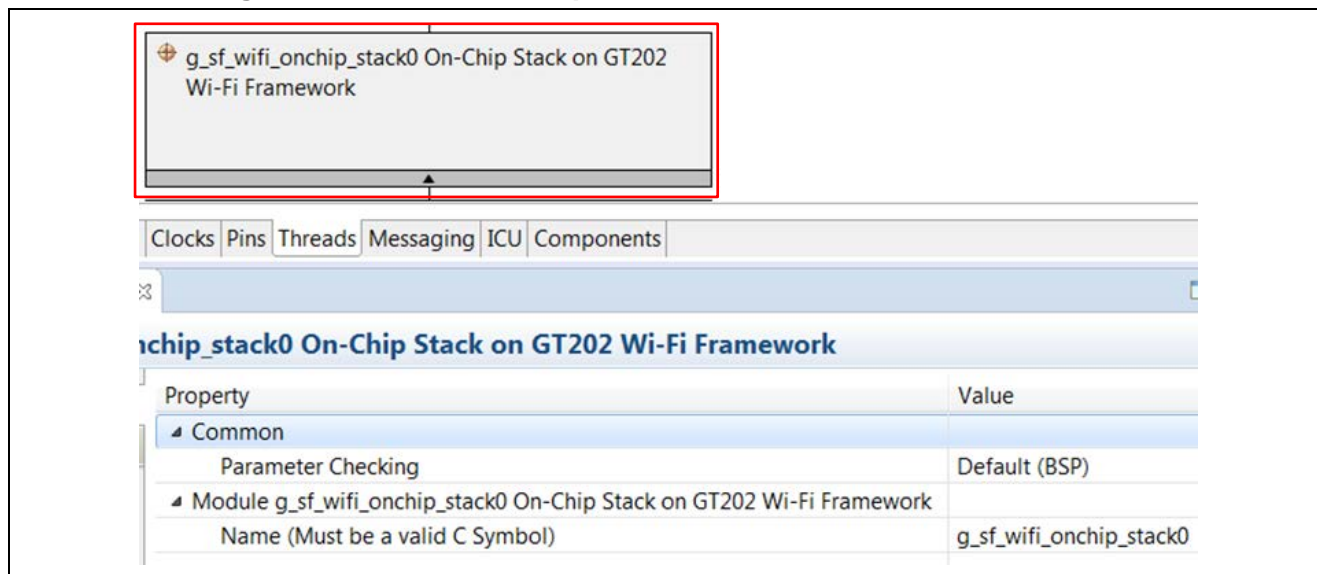 g_sf_wifi_onchip_stack0 On-Chip Stack on GT202
Wi-Fi Framework
Clocks Pins Threads Messaging ICU Components
chip_stack0 On-Chip Stack on GT202 Wi-Fi Framework
Property Value
Common
Parameter Checking Default (BSP)
Module g_sf_wifi_onchip_stack0 On-Chip Stack on GT202 Wi-Fi Framework
Name (Must be a valid C Symbol) g_sf_wifi_onchip_stack0